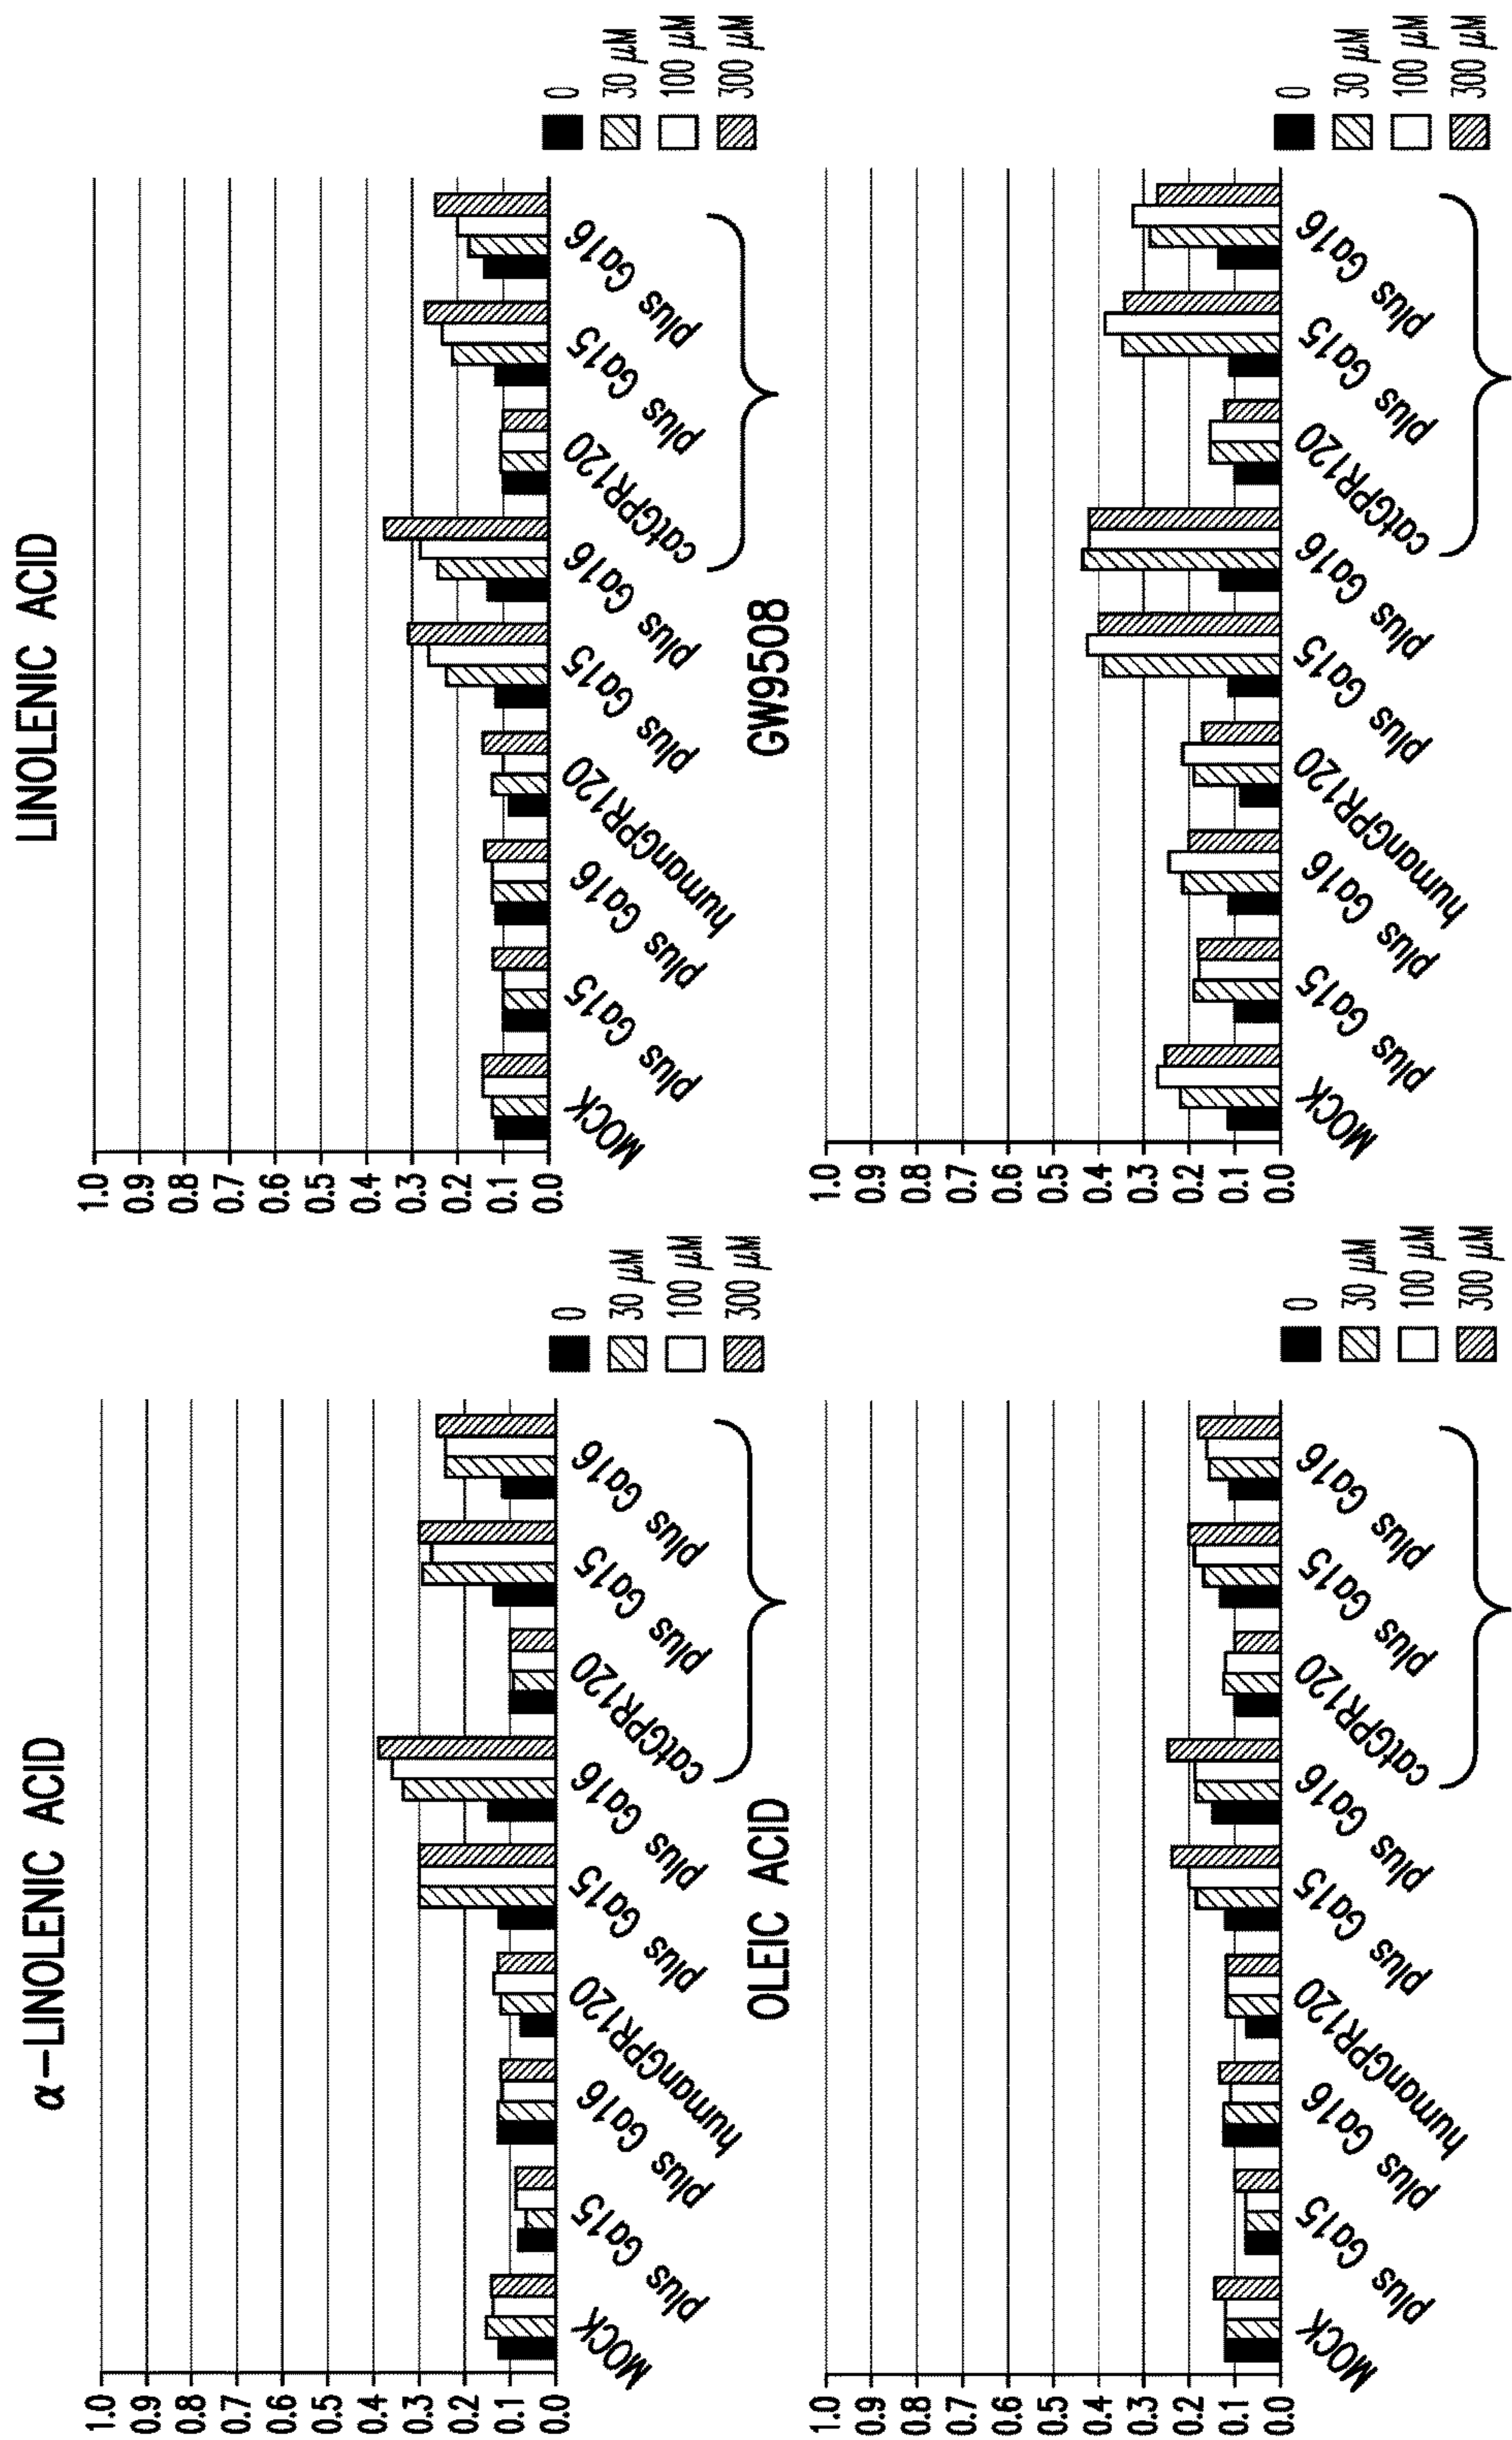 α-LINOLENIC ACID
1.0
0.9
0.8
0.7
0.6
0.5
0.4
0.3
0.2
0.1
0.0
MOCK
plus Gα15
plus Gα16
humanGPR120
plus Gα15
plus Gα16
catGPR120
plus Gα15
plus Gα16
0
30 μM
100 μM
300 μM
LINOLENIC ACID
1.0
0.9
0.8
0.7
0.6
0.5
0.4
0.3
0.2
0.1
0.0
MOCK
plus Gα15
plus Gα16
humanGPR120
plus Gα15
plus Gα16
catGPR120
plus Gα15
plus Gα16
0
30 μM
100 μM
300 μM
OLEIC ACID
1.0
0.9
0.8
0.7
0.6
0.5
0.4
0.3
0.2
0.1
0.0
MOCK
plus Gα15
plus Gα16
humanGPR120
plus Gα15
plus Gα16
catGPR120
plus Gα15
plus Gα16
0
30 μM
100 μM
300 μM
GW9508
1.0
0.9
0.8
0.7
0.6
0.5
0.4
0.3
0.2
0.1
0.0
MOCK
plus Gα15
plus Gα16
humanGPR120
plus Gα15
plus Gα16
catGPR120
plus Gα15
plus Gα16
0
30 μM
100 μM
300 μM